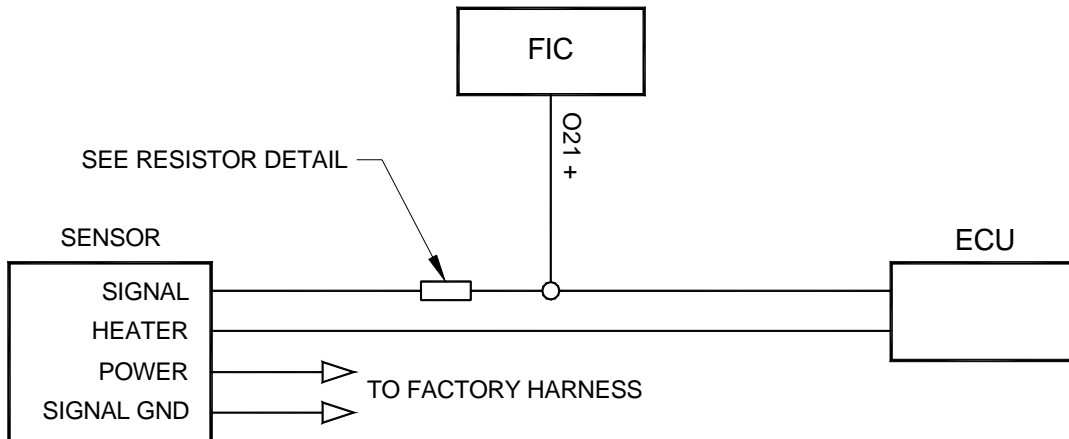 FIC
O21 +
SEE RESISTOR DETAIL
SENSOR
ECU
SIGNAL
HEATER
POWER
TO FACTORY HARNESS
SIGNAL GND